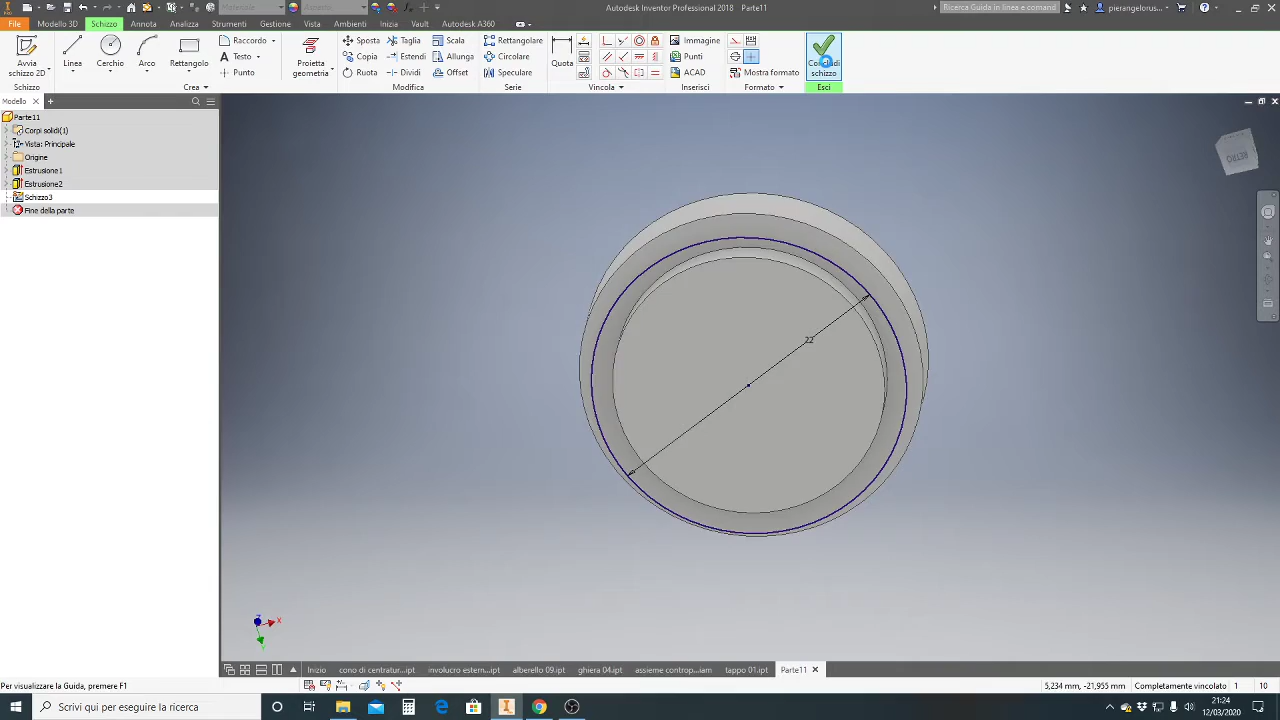 Materiale
Aspetto
Autodesk Inventor Professional 2018 Parte11
Ricerca Guida in linea e comand
pierangelorus...
File Modello 3D Schizzo Annota Analizza Strumenti Gestione Vista Ambienti Inizia Vault Autodesk A360
Avvia
schizzo 2D
Linea
Cerchio
Arco
Rettangolo
Raccordo
Testo
Punto
Proietta
geometria
Sposta
Copia
Ruota
Taglia
Estendi
Dividi
Scala
Allunga
Offset
Rettangolare
Circolare
Speculare
Quota
Immagine
Punti
ACAD
Mostra formato
schizzo
Schizzo Crea Modifica Serie Vincola Inserisci Formato Esci
Modello
Parte11
Corpi solidi(1)
Vista: Principale
Origine
Estrusione1
Estrusione2
Schizzo3
Fine della parte
RETRO
22
Z
X
Y
Inizio cono di centratur...ipt involucro estern...ipt alberello 09.ipt ghiera 04.ipt assieme controp...iam tappo 01.ipt Parte11
Per visualizzare la Guida, premere F1
5,234 mm, -21,955 mm Completamente vincolato 1 10
Scrivi qui per eseguire la ricerca
21:24
12/03/2020